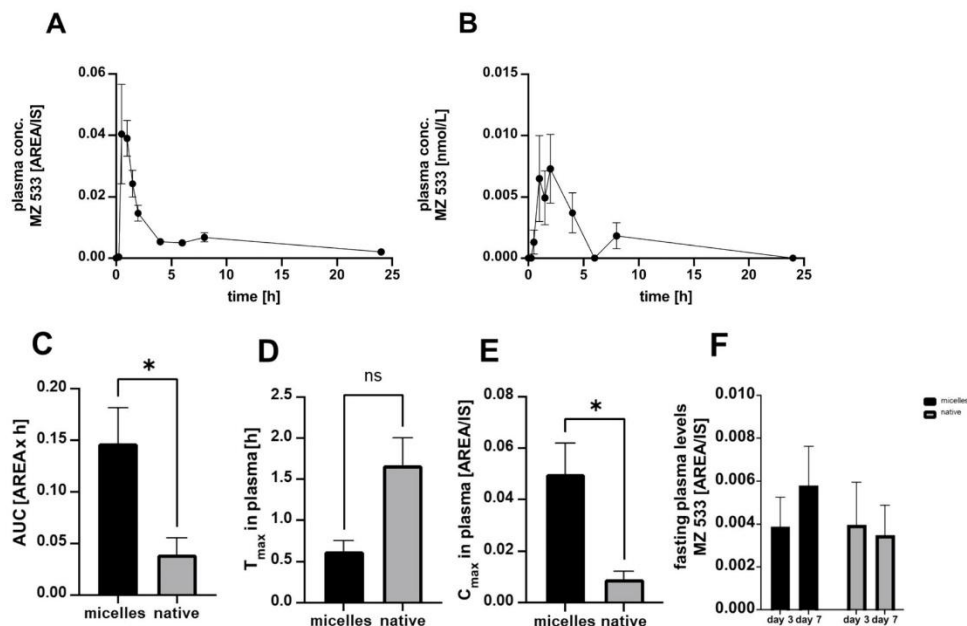 A
plasma conc.
MZ 533 [AREA/IS]
0.06
0.04
0.02
0.00
0 5 10 15 20 25
time [h]
B
plasma conc.
MZ 533 [nmol/L]
0.015
0.010
0.005
0.000
0 5 10 15 20 25
time [h]
C
AUC [AREA x h]
0.20
0.15
0.10
0.05
0.00
*
micelles native
D
Tmax in plasma [h]
2.5
2.0
1.5
1.0
0.5
0.0
ns
micelles native
E
Cmax in plasma [AREA/IS]
0.08
0.06
0.04
0.02
0.00
*
micelles native
F
fasting plasma levels
MZ 533 [AREA/IS]
0.010
0.008
0.006
0.004
0.002
0.000
day 3 day 7 day 3 day 7
micelles
native